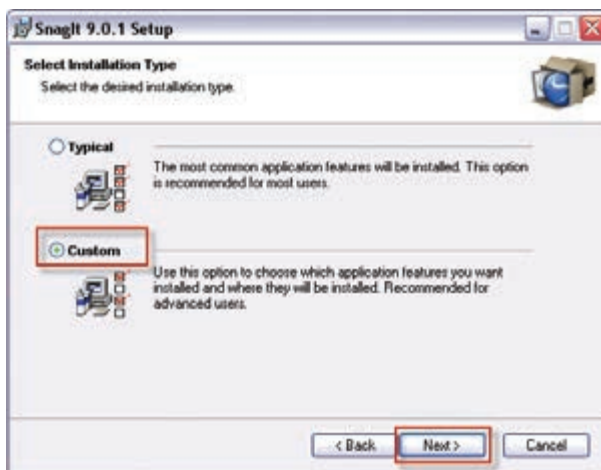 SnagIt 9.0.1 Setup
Select Installation Type
Select the desired installation type.
Typical
The most common application features will be installed. This option
is recommended for most users.
Custom
Use this option to choose which application features you want
installed and where they will be installed. Recommended for
advanced users.
< Back
Next >
Cancel